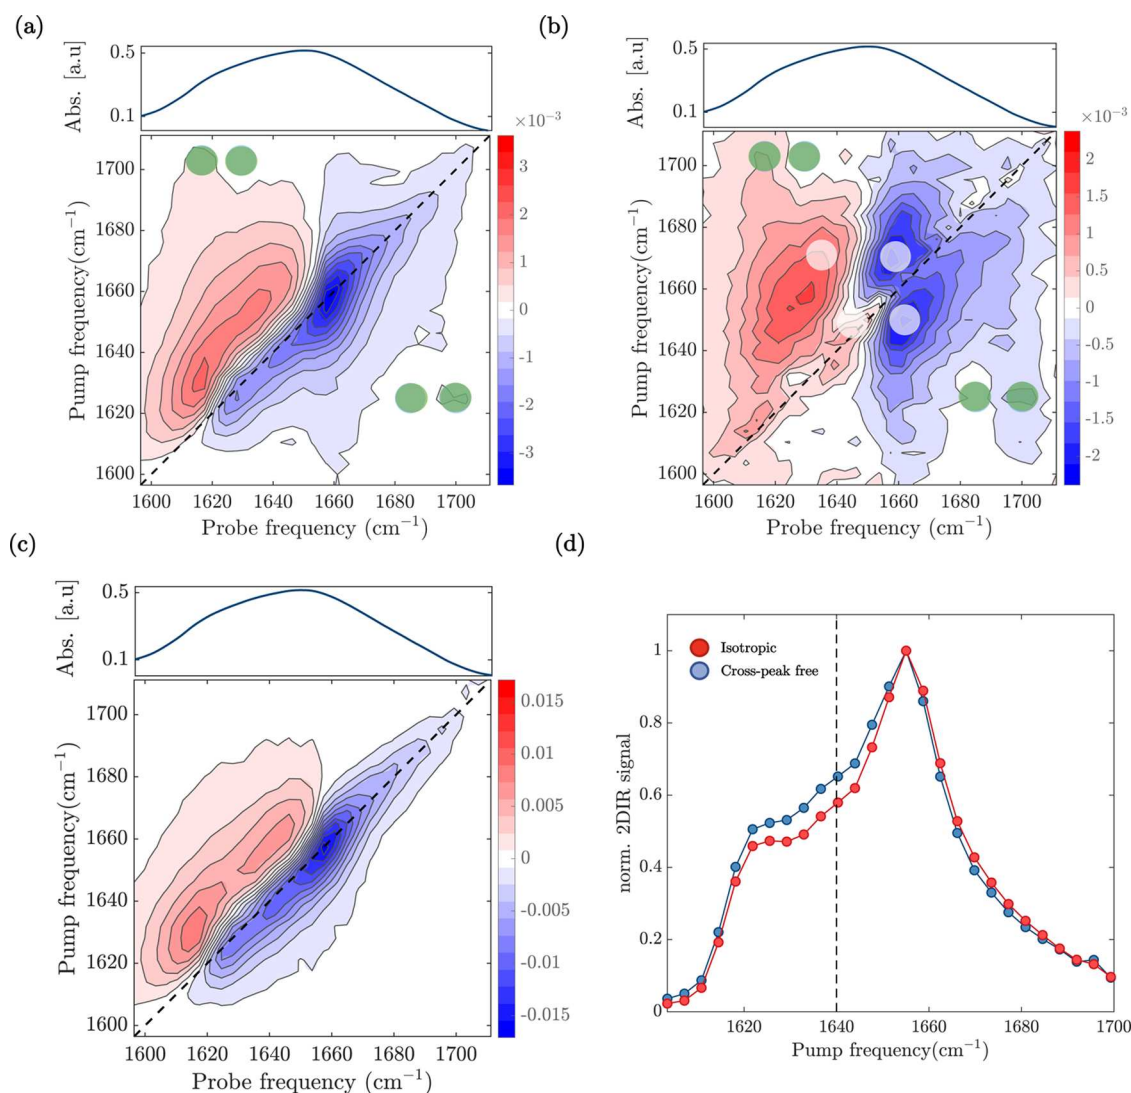 (a)
Abs. [a.u]
0.5
0.1
×10⁻³
Pump frequency(cm⁻¹)
1700
1680
1660
1640
1620
1600
3
2
1
0
-1
-2
-3
1600 1620 1640 1660 1680 1700
Probe frequency (cm⁻¹)
(b)
Abs. [a.u]
0.5
0.1
×10⁻³
Pump frequency(cm⁻¹)
1700
1680
1660
1640
1620
1600
2
1.5
1
0.5
0
-0.5
-1
-1.5
-2
1600 1620 1640 1660 1680 1700
Probe frequency (cm⁻¹)
(c)
Abs. [a.u]
0.5
0.1
Pump frequency(cm⁻¹)
1700
1680
1660
1640
1620
1600
0.015
0.01
0.005
0
-0.005
-0.01
-0.015
1600 1620 1640 1660 1680 1700
Probe frequency (cm⁻¹)
(d)
norm. 2DIR signal
1
0.8
0.6
0.4
0.2
0
Isotropic
Cross-peak free
1620 1640 1660 1680 1700
Pump frequency(cm⁻¹)